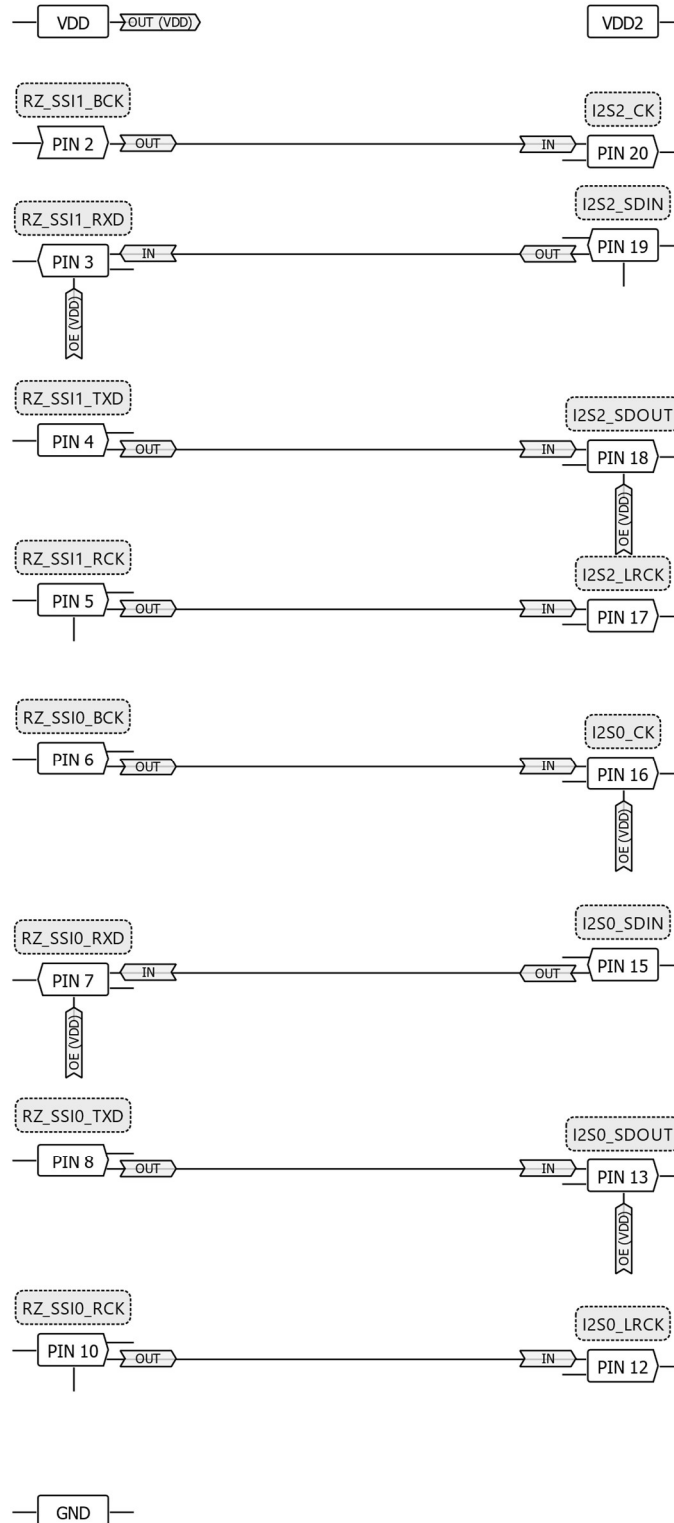 VDD
OUT (VDD)
VDD2
RZ_SSI1_BCK
I2S2_CK
PIN 2
OUT
IN
PIN 20
RZ_SSI1_RXD
I2S2_SDIN
PIN 3
IN
OUT
PIN 19
OE (VDD)
RZ_SSI1_TXD
I2S2_SDOUT
PIN 4
OUT
IN
PIN 18
OE (VDD)
RZ_SSI1_RCK
I2S2_LRCK
PIN 5
OUT
IN
PIN 17
RZ_SSI0_BCK
I2S0_CK
PIN 6
OUT
IN
PIN 16
OE (VDD)
RZ_SSI0_RXD
I2S0_SDIN
PIN 7
IN
OUT
PIN 15
OE (VDD)
RZ_SSI0_TXD
I2S0_SDOUT
PIN 8
OUT
IN
PIN 13
OE (VDD)
RZ_SSI0_RCK
I2S0_LRCK
PIN 10
OUT
IN
PIN 12
GND